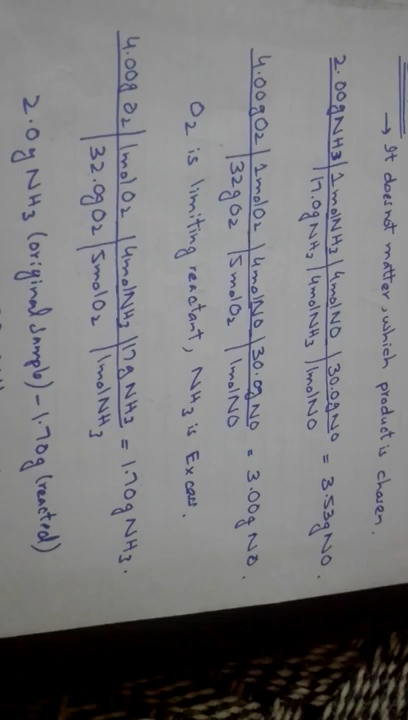 → It does not matter, which product is chosen.
2.00g NH3 | 1 mol NH3 | 4 mol NO | 30.0g NO = 3.53g NO.
17.0g NH3 | 4 mol NH3 | 1 mol NO
4.00g O2 | 1 mol O2 | 4 mol NO | 30.0g NO = 3.00g NO.
32g O2 | 5 mol O2 | 1 mol NO
O2 is limiting reactant, NH3 is Excess.
4.00g O2 | 1 mol O2 | 4 mol NH3 | 17g NH3 = 1.70g NH3.
32.0g O2 | 5 mol O2 | 1 mol NH3
2.0g NH3 (original sample) - 1.70g (reacted)